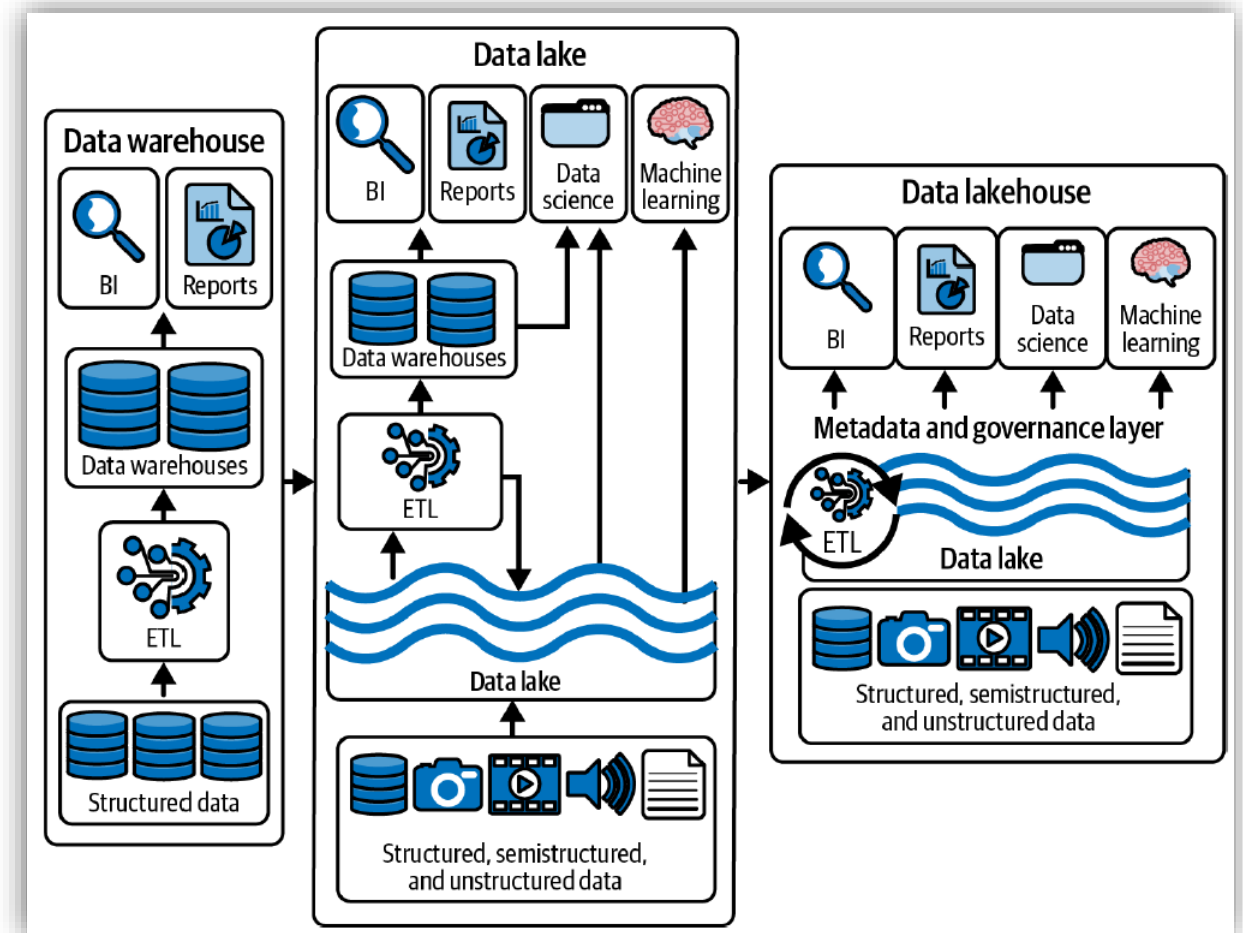 Data warehouse
BI
Reports
Data warehouses
ETL
Structured data
Data lake
BI
Reports
Data
science
Machine
learning
Data warehouses
ETL
Data lake
Structured, semistructured,
and unstructured data
Data lakehouse
BI
Reports
Data
science
Machine
learning
Metadata and governance layer
ETL
Data lake
Structured, semistructured,
and unstructured data